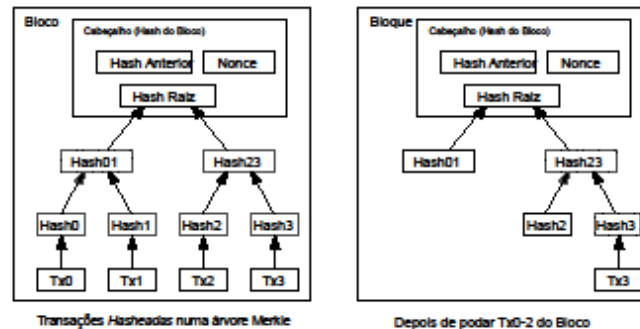 Bloco
Cabeçalho (Hash do Bloco)
Hash Anterior
Nonce
Hash Raiz
Hash01
Hash23
Hash0
Hash1
Hash2
Hash3
Tx0
Tx1
Tx2
Tx3
Transações Hasheadas numa árvore Merkle
Bloque
Cabeçalho (Hash do Bloco)
Hash Anterior
Nonce
Hash Raiz
Hash01
Hash23
Hash2
Hash3
Tx3
Depois de podar Tx0-2 do Bloco